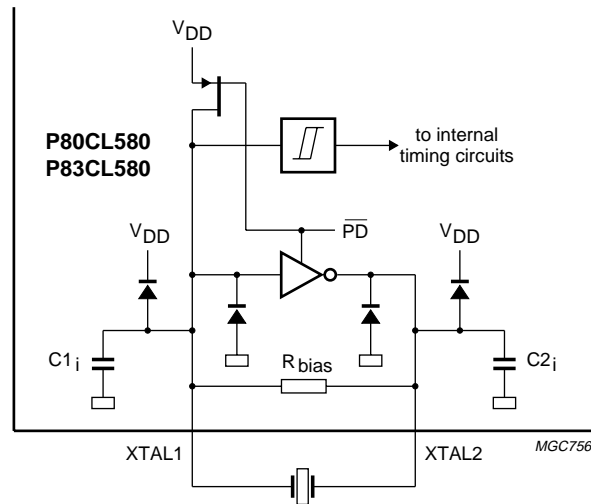 VDD
P80CL580
P83CL580
to internal
timing circuits
VDD
PD
VDD
C1i
Rbias
C2i
XTAL1
XTAL2
MGC756